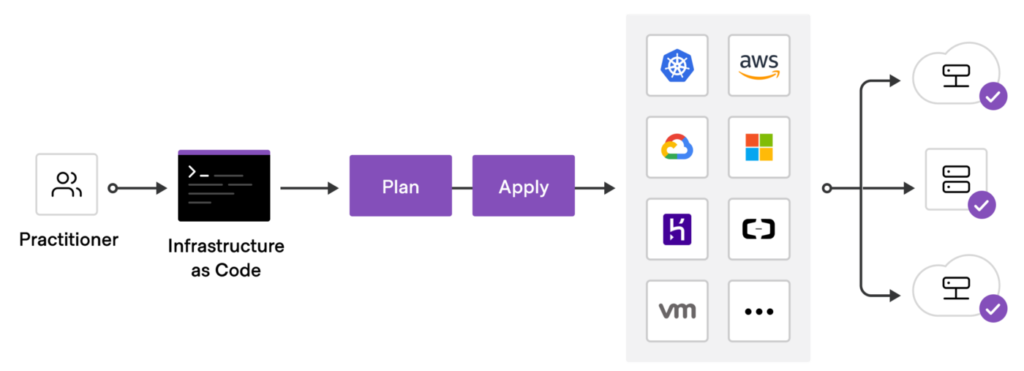 Practitioner
Infrastructure
as Code
Plan
Apply
aws
vm